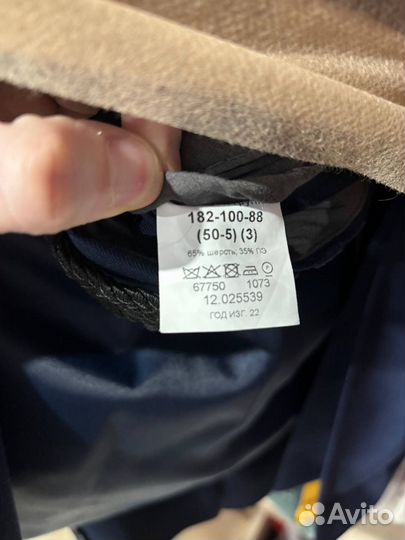 182-100-88
(50-5) (3)
65% шерсть, 35% ПЭ
67750 1073
12.025539
ГОД ИЗГ. 22
Avito